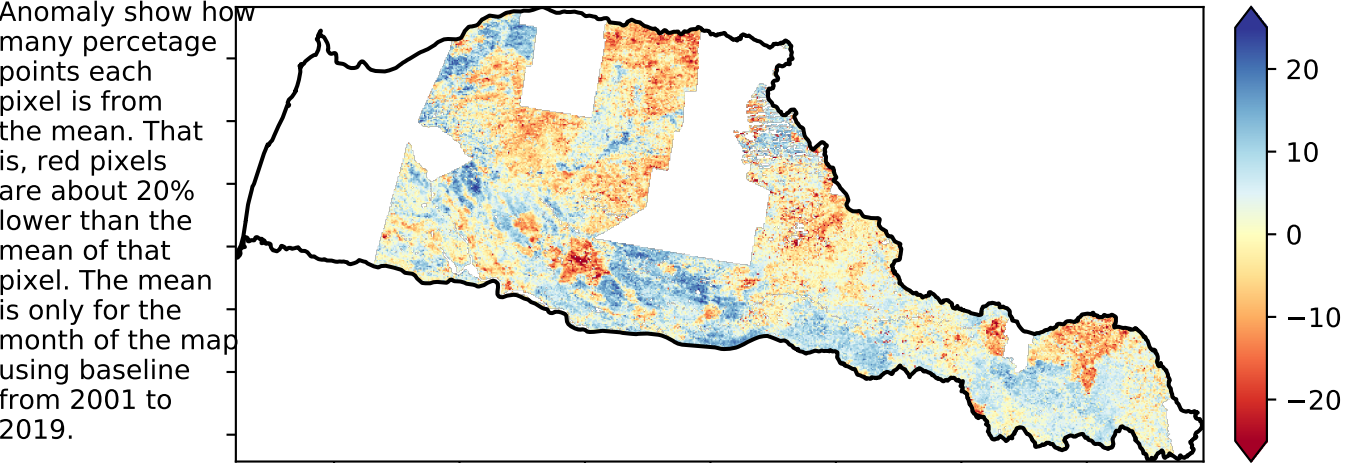 Anomaly show how
many percetage
points each
pixel is from
the mean. That
is, red pixels
are about 20%
lower than the
mean of that
pixel. The mean
is only for the
month of the map
using baseline
from 2001 to
2019.
20
10
0
−10
−20